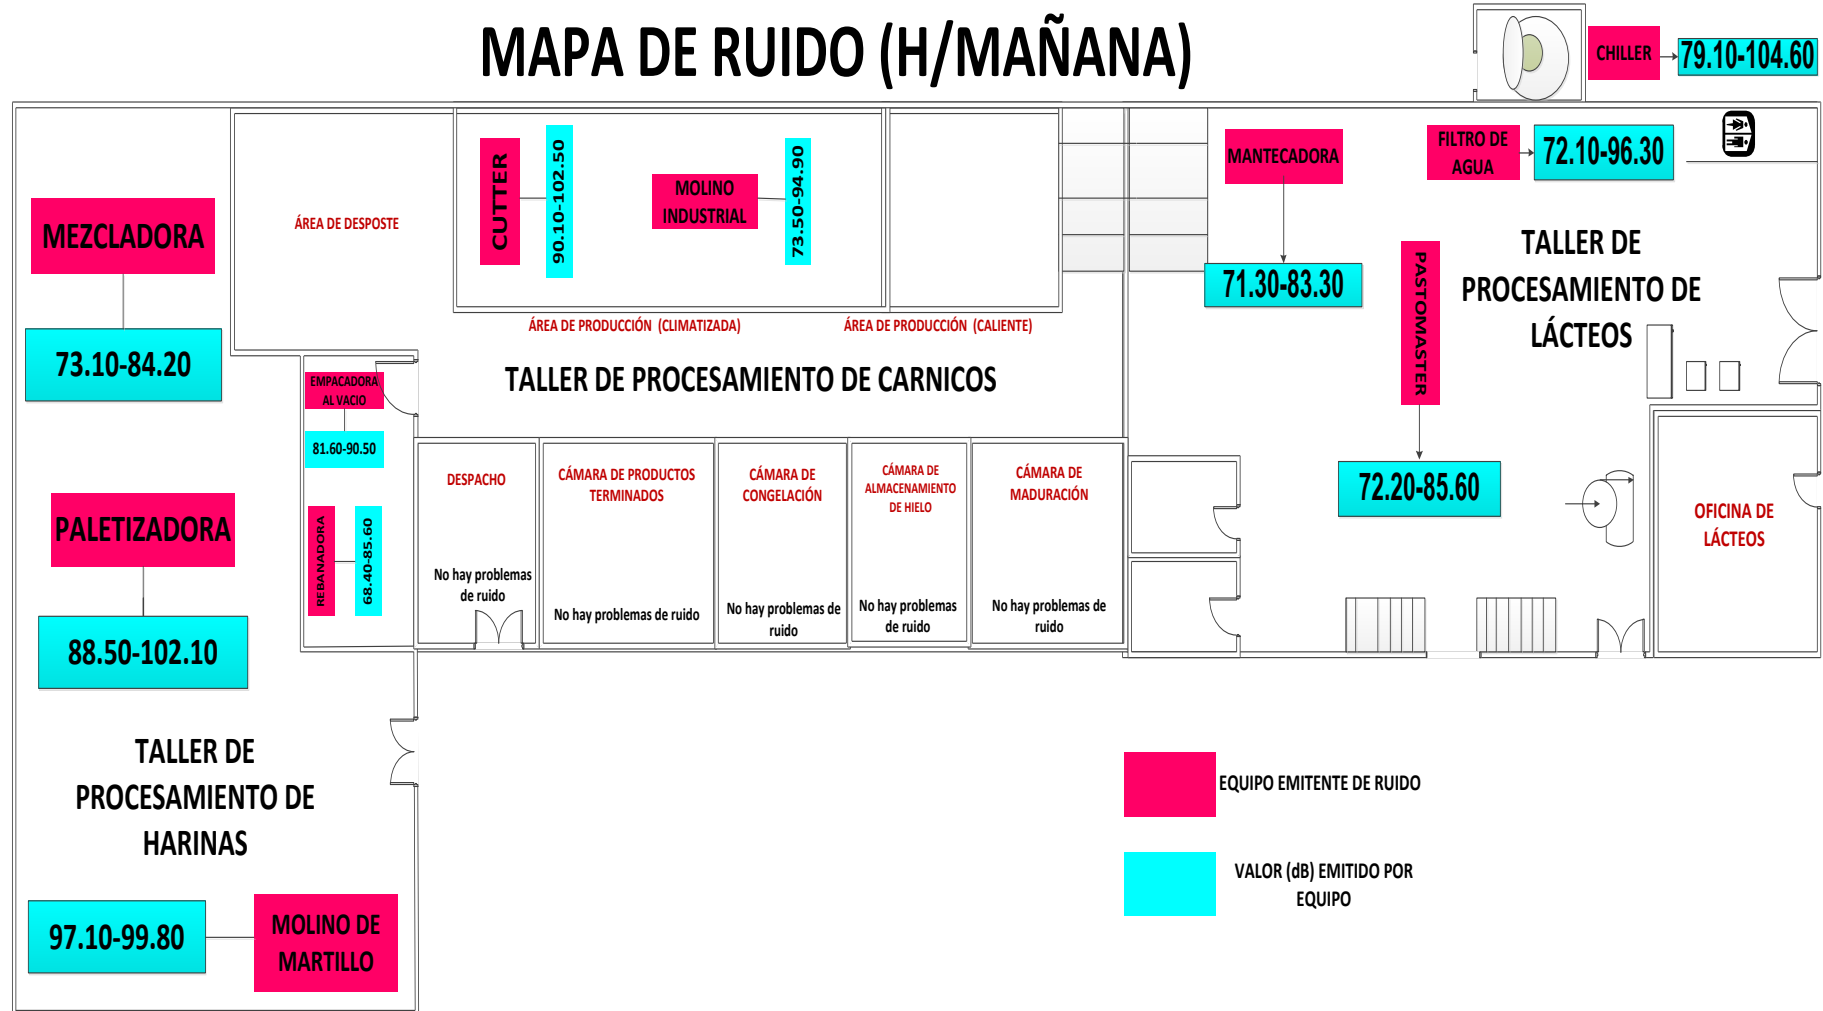 MAPA DE RUIDO (H/MAÑANA)
CHILLER
79.10-104.60
MEZCLADORA
73.10-84.20
PALETIZADORA
88.50-102.10
TALLER DE
PROCESAMIENTO DE
HARINAS
97.10-99.80
MOLINO DE
MARTILLO
ÁREA DE DESPOSTE
CUTTER
90.10-102.50
MOLINO
INDUSTRIAL
73.50-94.90
ÁREA DE PRODUCCIÓN (CLIMATIZADA)
ÁREA DE PRODUCCIÓN (CALIENTE)
TALLER DE PROCESAMIENTO DE CARNICOS
EMPACADORA
AL VACIO
81.60-90.50
REBANADORA
68.40-85.60
DESPACHO
No hay problemas
de ruido
CÁMARA DE PRODUCTOS
TERMINADOS
No hay problemas de ruido
CÁMARA DE
CONGELACIÓN
No hay problemas de
ruido
CÁMARA DE
ALMACENAMIENTO
DE HIELO
No hay problemas
de ruido
CÁMARA DE
MADURACIÓN
No hay problemas de
ruido
MANTECADORA
71.30-83.30
FILTRO DE
AGUA
72.10-96.30
PASTOMASTER
72.20-85.60
TALLER DE
PROCESAMIENTO DE
LÁCTEOS
OFICINA DE
LÁCTEOS
EQUIPO EMITENTE DE RUIDO
VALOR (dB) EMITIDO POR
EQUIPO